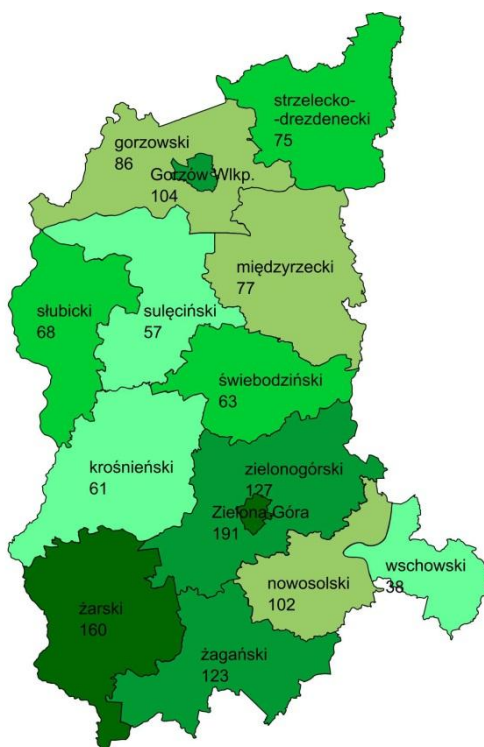 strzelecko-
-drezdenecki
75
gorzowski
86
Gorzów Wlkp.
104
międzyrzecki
77
słubicki
68
sulęciński
57
świebodziński
63
krośnieński
61
zielonogórski
127
Zielona Góra
191
wschowski
38
nowosolski
102
żarski
160
żagański
123